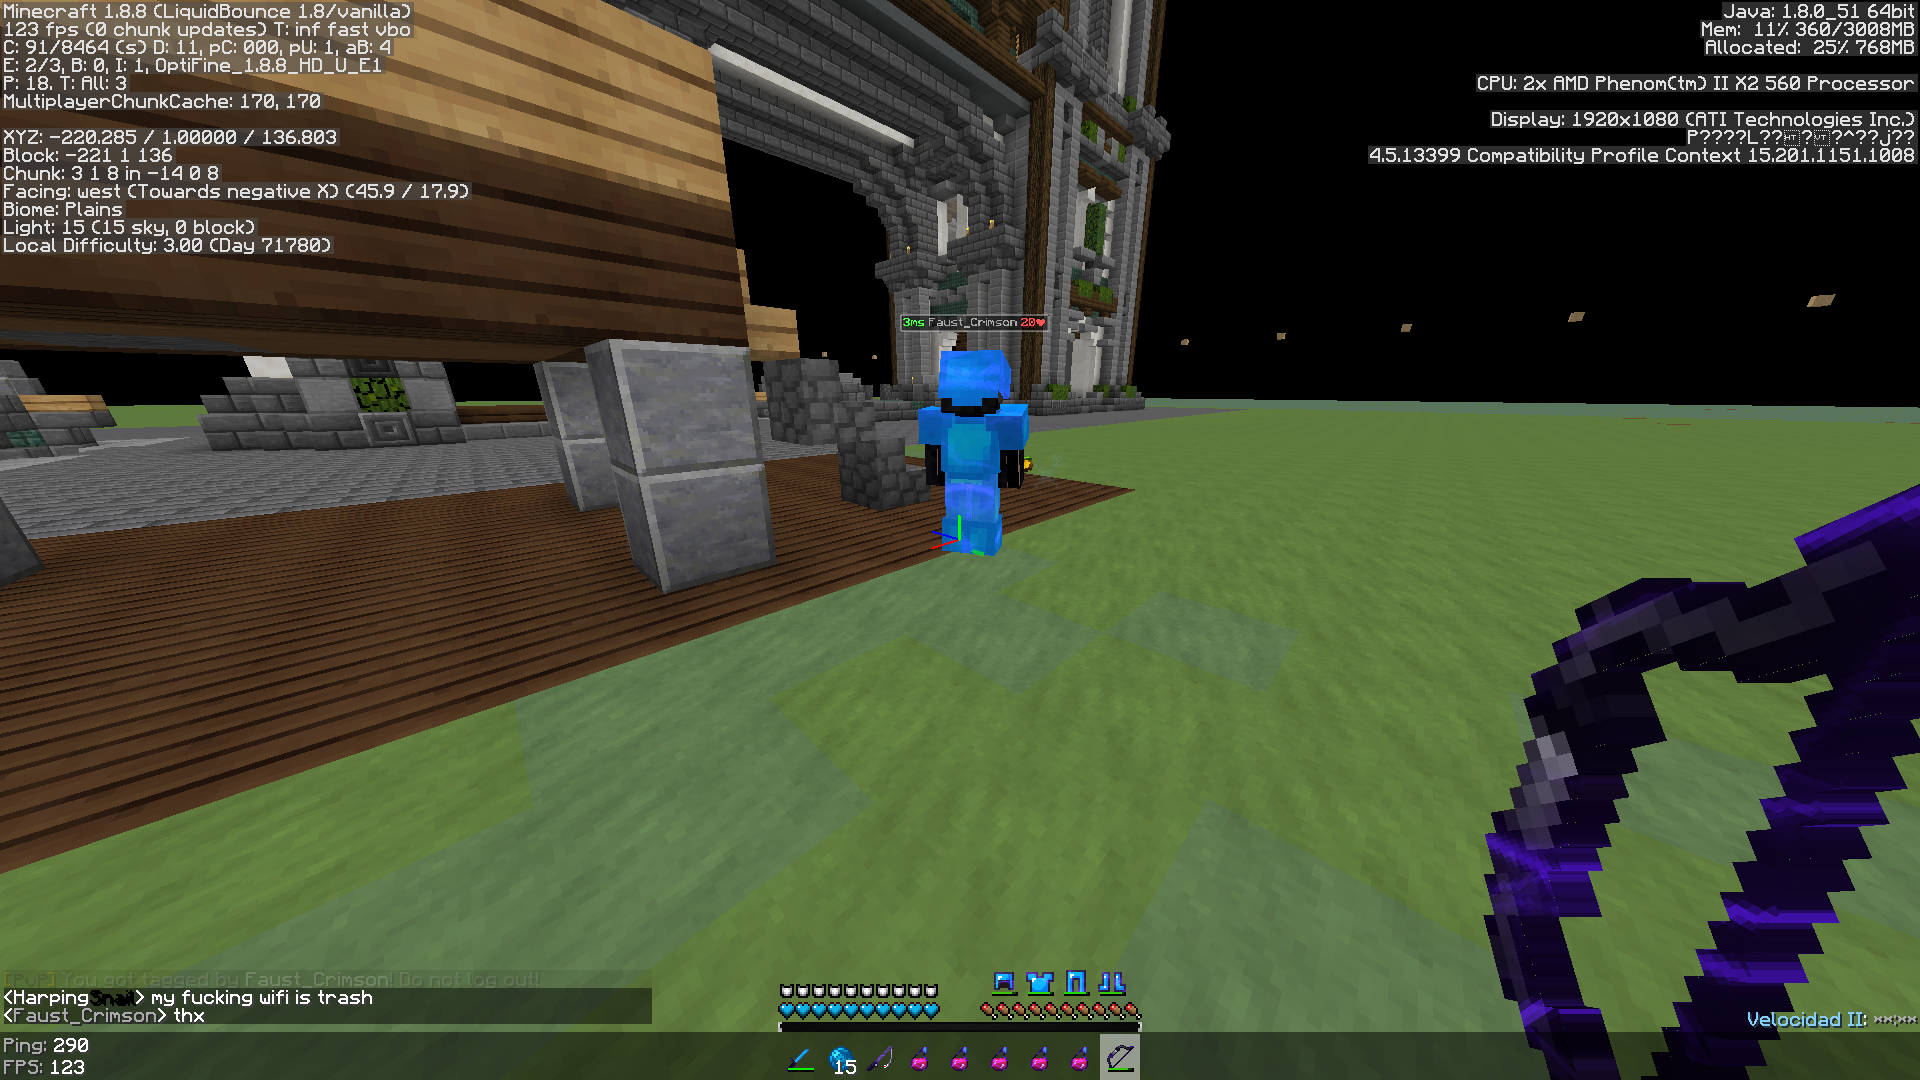 Minecraft 1.8.8 (LiquidBounce 1.8/vanilla)
123 fps (0 chunk updates) T: inf fast vbo
C: 91/8464 (s) D: 11, pC: 000, pU: 1, aB: 4
E: 2/3, B: 0, I: 1, OptiFine_1.8.8_HD_U_E1
P: 18, T: All: 3
MultiplayerChunkCache: 170, 170
XYZ: -220.285 / 1.00000 / 136.803
Block: -221 1 136
Chunk: 3 1 8 in -14 0 8
Facing: west (Towards negative X) (45.9 / 17.9)
Biome: Plains
Light: 15 (15 sky, 0 block)
Local Difficulty: 3.00 (Day 71780)
Java: 1.8.0_51 64bit
Mem: 11% 360/3008MB
Allocated: 25% 768MB
CPU: 2x AMD Phenom(tm) II X2 560 Processor
Display: 1920x1080 (ATI Technologies Inc.)
4.5.13399 Compatibility Profile Context 15.201.1151.1008
3ms Faust_Crimson 20♥
[PvP] You got tagged by Faust_Crimson! Do not log out!
<HarpingSnail> my fucking wifi is trash
<Faust_Crimson> thx
Ping: 290
FPS: 123
15
Velocidad II: **:**